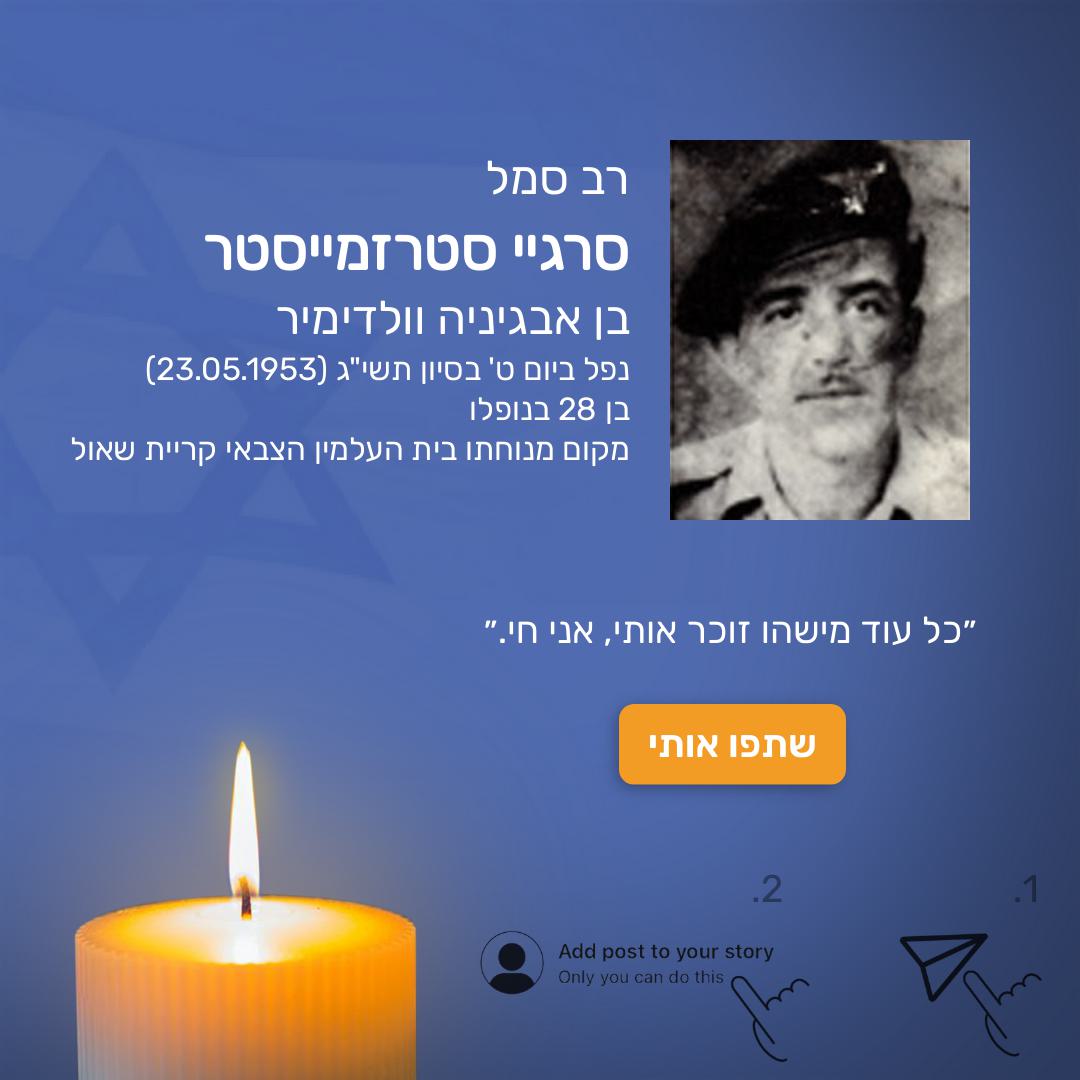 רב סמל
סרגיי סטרזמייסטר
בן אבגיניה וולדימיר
נפל ביום ט' בסיון תשי"ג (23.05.1953)
בן 28 בנופלו
מקום מנוחתו בית העלמין הצבאי קריית שאול
״כל עוד מישהו זוכר אותי, אני חי.״
שתפו אותי
1.
2.
Add post to your story
Only you can do this